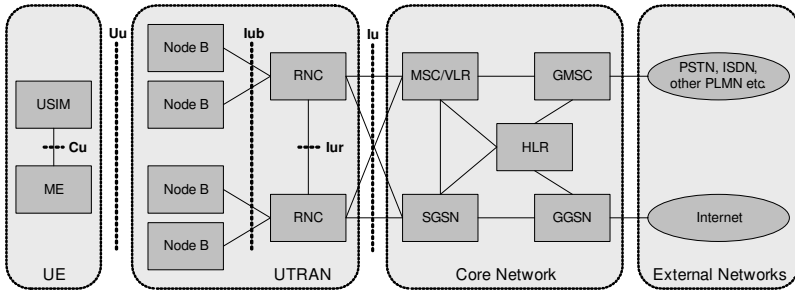 Uu
Iub
Iu
Node B
Node B
RNC
MSC/VLR
GMSC
PSTN, ISDN,
other PLMN etc.
USIM
Cu
ME
Iur
HLR
Node B
Node B
RNC
SGSN
GGSN
Internet
UE
UTRAN
Core Network
External Networks